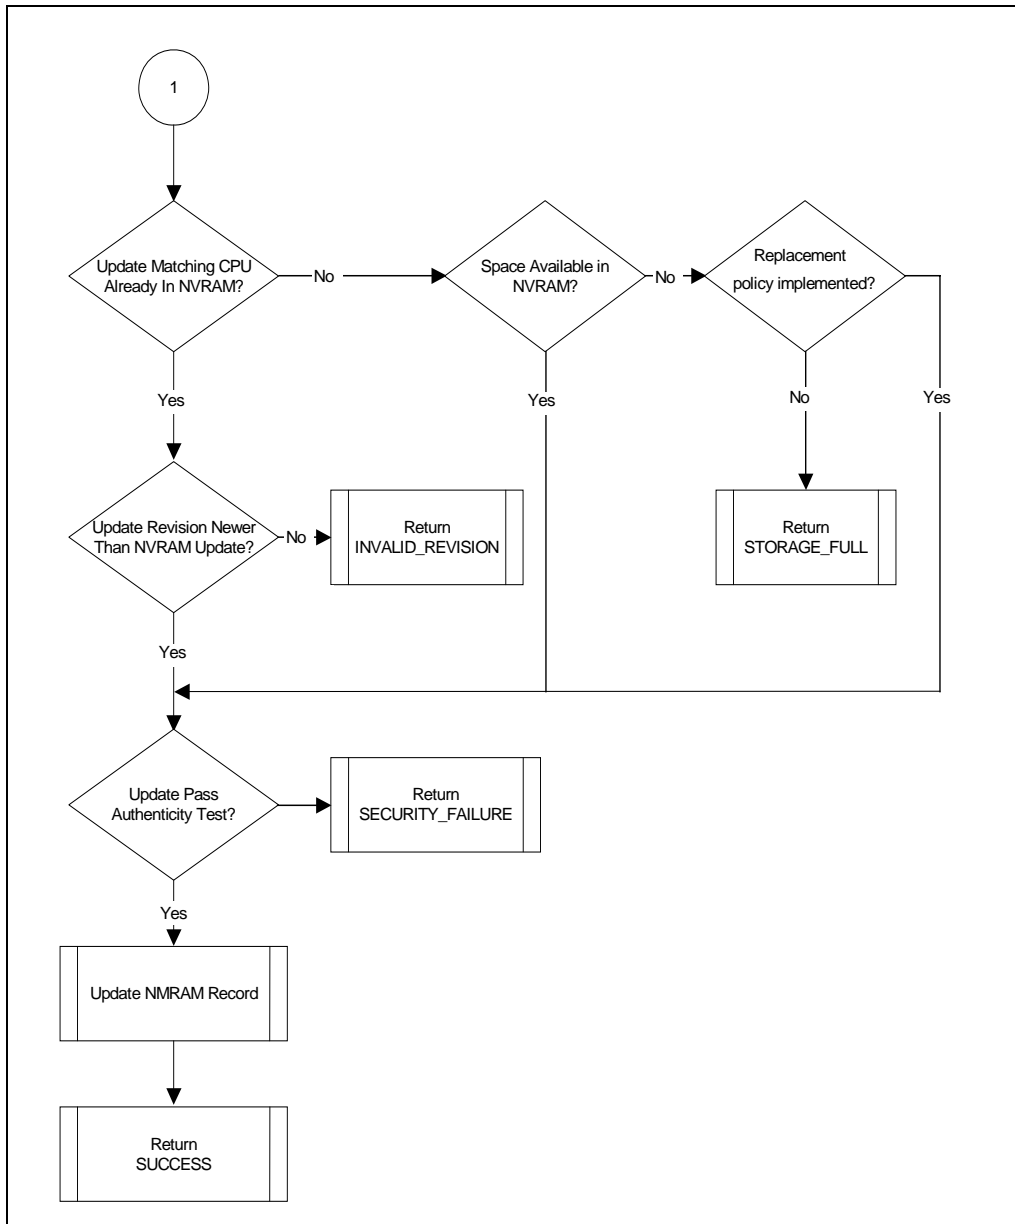 1
Update Matching CPU
Already In NVRAM?
No
Space Available in
NVRAM?
No
Replacement
policy implemented?
Yes
Yes
No
Yes
Update Revision Newer
Than NVRAM Update?
No
Return
INVALID_REVISION
Return
STORAGE_FULL
Yes
Update Pass
Authenticity Test?
Return
SECURITY_FAILURE
Yes
Update NMRAM Record
Return
SUCCESS